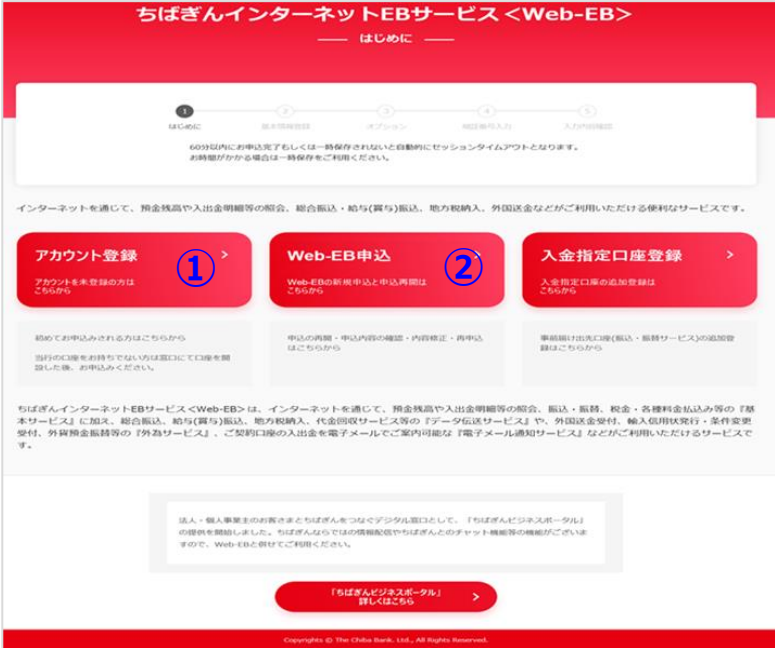 ちばぎんインターネットEBサービス<Web-EB>
はじめに
1
2
3
4
5
はじめに
基本情報登録
オプション
暗証番号入力
入力内容確認
60分以内にお申込完了もしくは一時保存されないと自動的にセッションタイムアウトとなります。
お時間がかかる場合は一時保存をご利用ください。
インターネットを通じて、預金残高や入出金明細等の照会、総合振込・給与(賞与)振込、地方税納入、外国送金などがご利用いただける便利なサービスです。
アカウント登録
アカウントを未登録の方は
こちらから
①
Web-EB申込
Web-EBの新規申込と申込再開は
こちらから
②
入金指定口座登録
入金指定口座の追加登録は
こちらから
初めてお申込みされる方はこちらから
当行の口座をお持ちでない方は窓口にて口座を開
設した後、お申込みください。
申込の再開・申込内容の確認・内容修正・再申込
はこちらから
事前届け出先口座(振込・振替サービス)の追加登
録はこちらから
ちばぎんインターネットEBサービス<Web-EB>は、インターネットを通じて、預金残高や入出金明細等の照会、振込・振替、税金・各種料金払込み等の『基
本サービス』に加え、総合振込、給与(賞与)振込、地方税納入、代金回収サービス等の『データ伝送サービス』や、外国送金受付、輸入信用状発行・条件変更
受付、外貨預金振替等の『外為サービス』、ご契約口座の入出金を電子メールでご案内可能な『電子メール通知サービス』などがご利用いただけるサービスで
す。
法人・個人事業主のお客さまとちばぎんをつなぐデジタル窓口として、「ちばぎんビジネスポータル」
の提供を開始しました。ちばぎんならではの情報配信やちばぎんとのチャット機能等の機能がございま
すので、Web-EBと併せてご利用ください。
「ちばぎんビジネスポータル」
詳しくはこちら
Copyrights © The Chiba Bank. Ltd., All Rights Reserved.